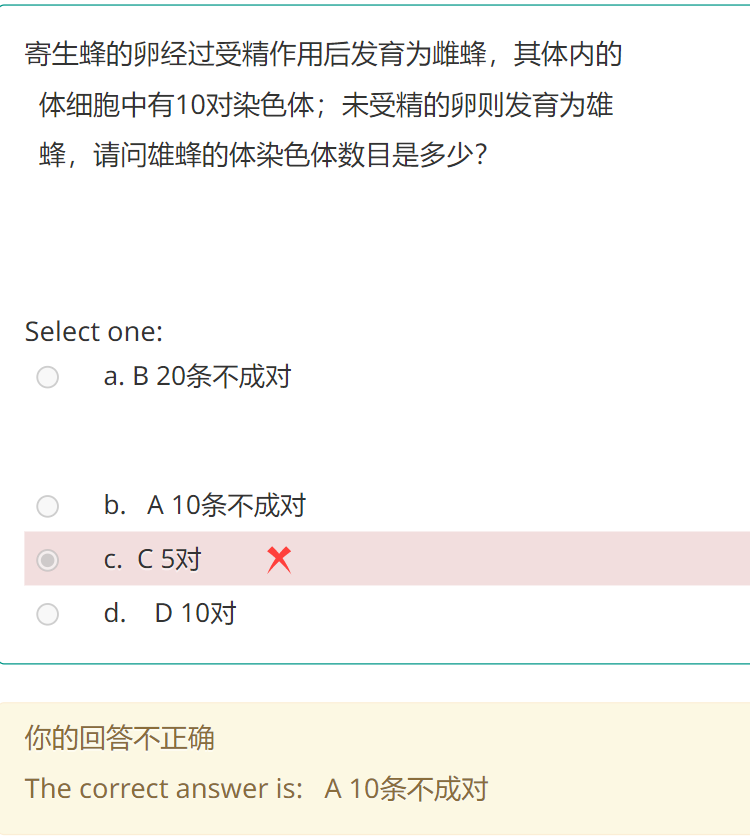 寄生蜂的卵经过受精作用后发育为雌蜂，其体内的
体细胞中有10对染色体；未受精的卵则发育为雄
蜂，请问雄蜂的体染色体数目是多少？
Select one:
a. B 20条不成对
b. A 10条不成对
c. C 5对
d. D 10对
你的回答不正确
The correct answer is: A 10条不成对